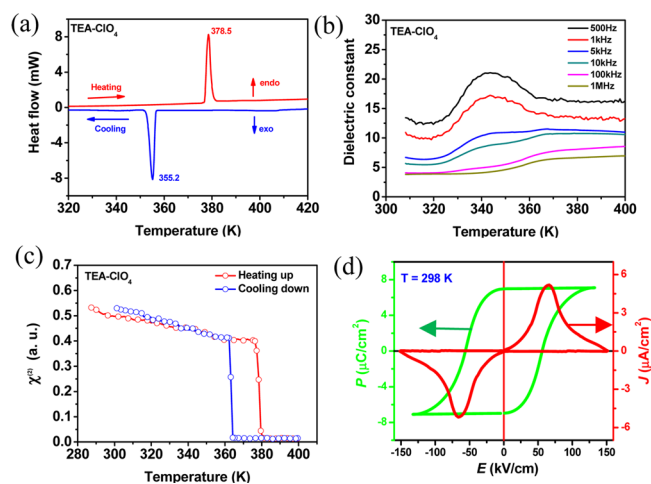 (a)
TEA-ClO4
378.5
Heating
endo
Cooling
exo
355.2
Heat flow (mW)
8
4
0
-4
-8
320 340 360 380 400 420
Temperature (K)
(b)
TEA-ClO4
500Hz
1kHz
5kHz
10kHz
100kHz
1MHz
Dielectric constant
30
25
20
15
10
5
0
300 320 340 360 380 400
Temperature (K)
(c)
TEA-ClO4
Heating up
Cooling down
χ(2) (a. u.)
0.7
0.6
0.5
0.4
0.3
0.2
0.1
0.0
280 300 320 340 360 380 400
Temperature (K)
(d)
T = 298 K
P (μC/cm2)
8
4
0
-4
-8
J (μA/cm2)
6
3
0
-3
-6
-150 -100 -50 0 50 100 150
E (kV/cm)